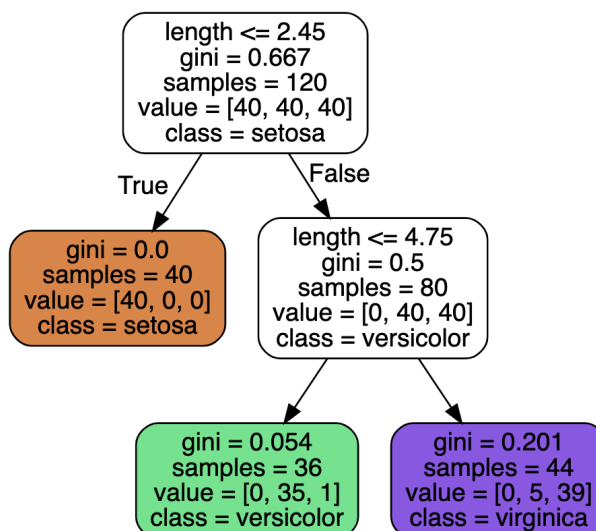 length <= 2.45
gini = 0.667
samples = 120
value = [40, 40, 40]
class = setosa
True
False
gini = 0.0
samples = 40
value = [40, 0, 0]
class = setosa
length <= 4.75
gini = 0.5
samples = 80
value = [0, 40, 40]
class = versicolor
gini = 0.054
samples = 36
value = [0, 35, 1]
class = versicolor
gini = 0.201
samples = 44
value = [0, 5, 39]
class = virginica